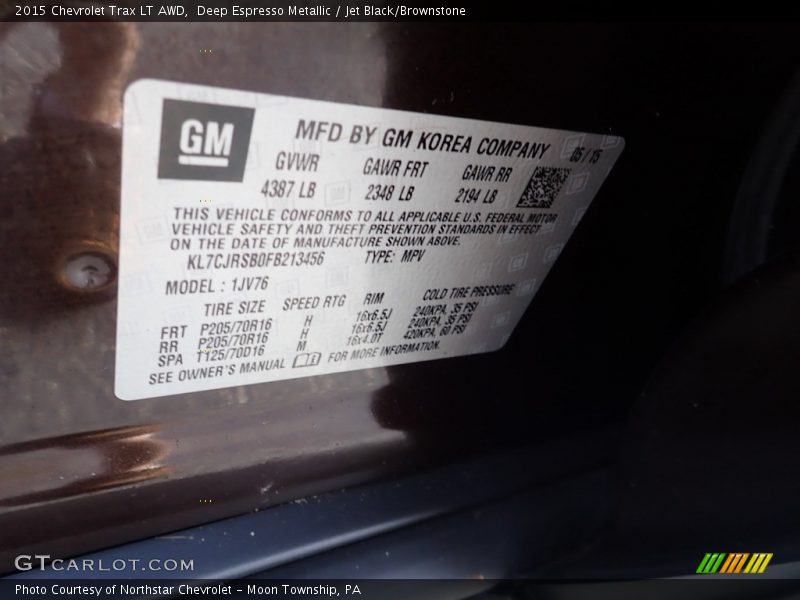 2015 Chevrolet Trax LT AWD,  Deep Espresso Metallic / Jet Black/Brownstone
GM
MFD BY GM KOREA COMPANY 05 / 15
GVWR GAWR FRT GAWR RR
4387 LB 2348 LB 2194 LB
THIS VEHICLE CONFORMS TO ALL APPLICABLE U.S. FEDERAL MOTOR
VEHICLE SAFETY AND THEFT PREVENTION STANDARDS IN EFFECT
ON THE DATE OF MANUFACTURE SHOWN ABOVE.
KL7CJRSB0FB213456 TYPE: MPV
MODEL : 1JV76
TIRE SIZE SPEED RTG RIM COLD TIRE PRESSURE
FRT P205/70R16 H 16x6.5J 240KPA, 35 PSI
RR P205/70R16 H 16x6.5J 240KPA, 35 PSI
SPA T125/70D16 M 16x4.0T 420KPA, 60 PSI
SEE OWNER'S MANUAL FOR MORE INFORMATION.
GTCARLOT.COM
Photo Courtesy of Northstar Chevrolet - Moon Township, PA